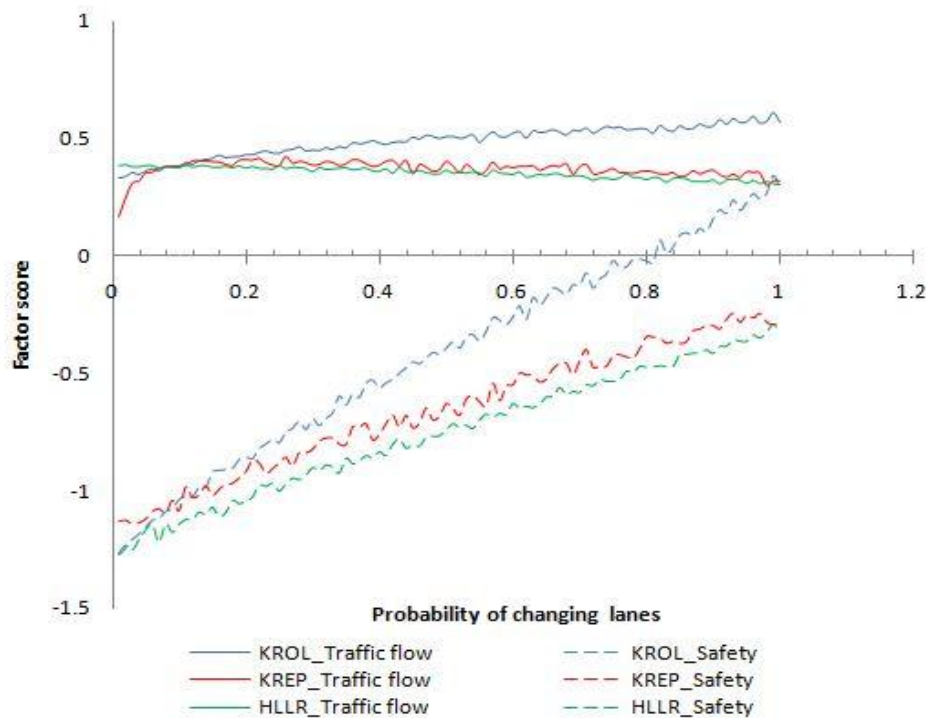 1
0.5
0
0 0.2 0.4 0.6 0.8 1 1.2
-0.5
-1
-1.5
Factor score
Probability of changing lanes
KROL_Traffic flow KROL_Safety
KREP_Traffic flow KREP_Safety
HLLR_Traffic flow HLLR_Safety